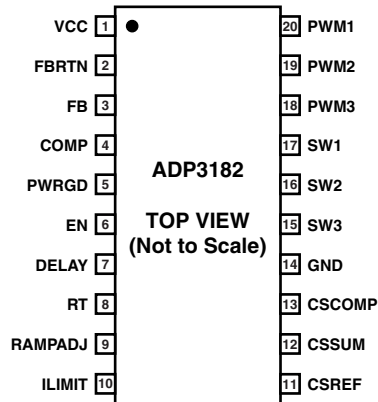 VCC 1 20 PWM1
FBRTN 2 19 PWM2
FB 3 18 PWM3
COMP 4 17 SW1
ADP3182
PWRGD 5 16 SW2
TOP VIEW
EN 6 15 SW3
(Not to Scale)
DELAY 7 14 GND
RT 8 13 CSCOMP
RAMPADJ 9 12 CSSUM
ILIMIT 10 11 CSREF